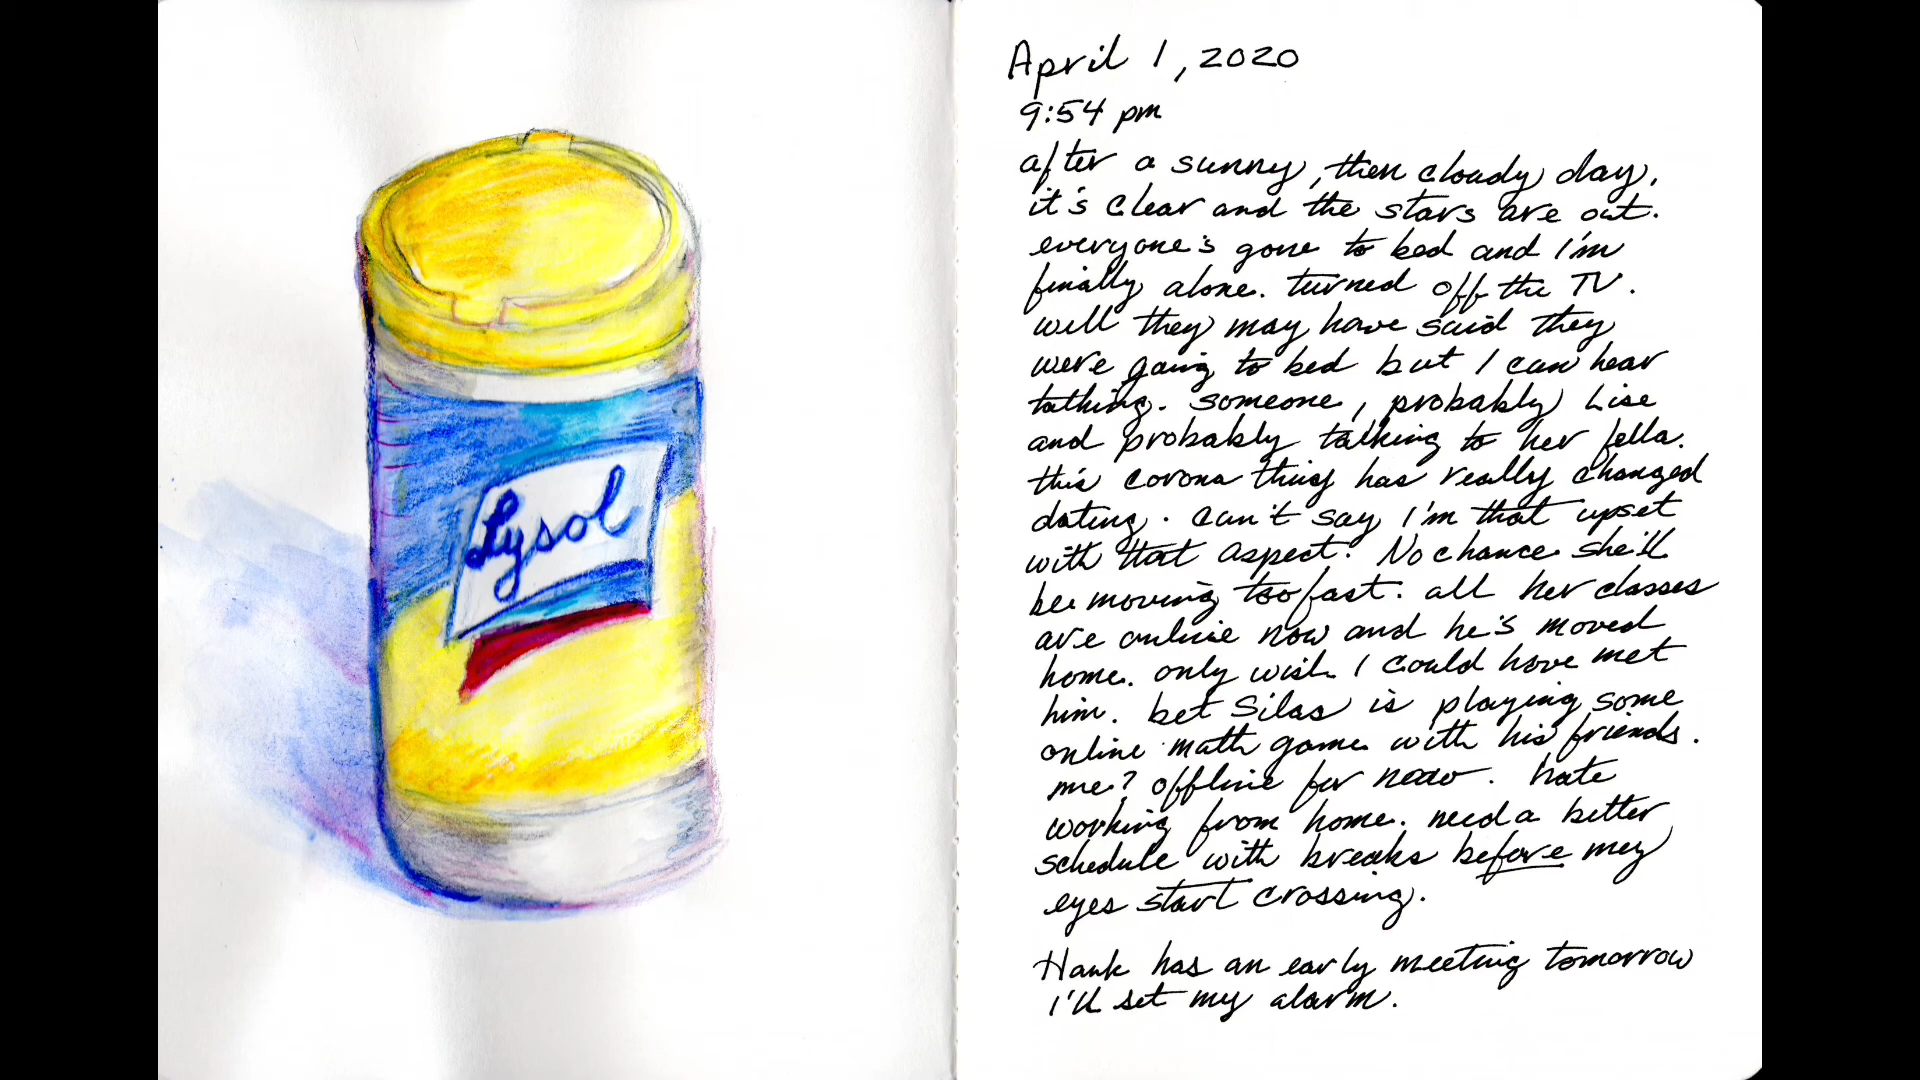 Lysol
April 1, 2020
9:54 pm
after a sunny, then cloudy day,
it's clear and the stars are out.
everyone's gone to bed and I'm
finally alone. turned off the TV.
well they may have said they
were going to bed but I can hear
talking. someone, probably Lise
and probably talking to her fella.
this corona thing has really changed
dating. can't say I'm that upset
with that aspect. No chance she'll
be moving too fast. all her classes
are online now and he's moved
home. only wish I could have met
him. bet Silas is playing some
online math game with his friends.
me? offline for now. hate
working from home. need a better
schedule with breaks before my
eyes start crossing.
Hank has an early meeting tomorrow
I'll set my alarm.